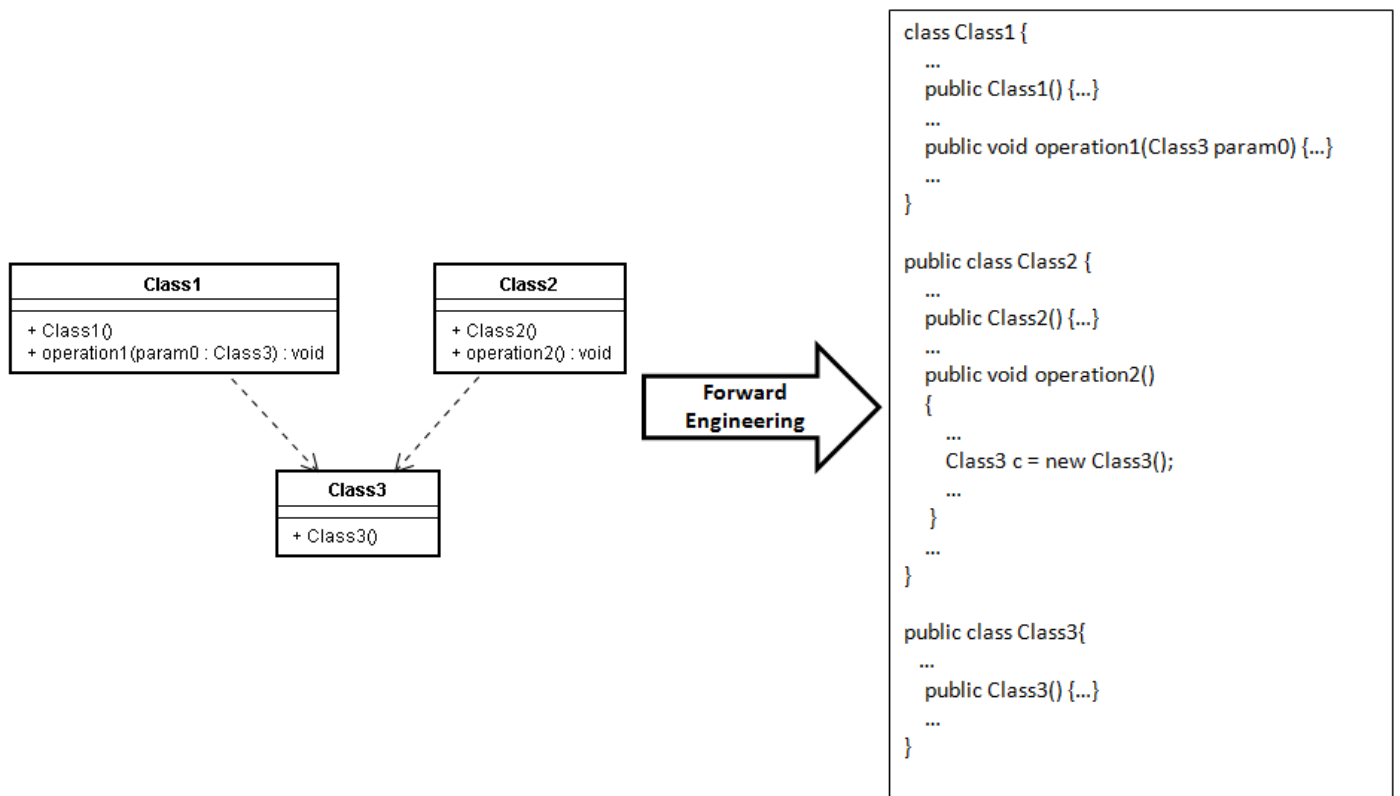 Class1
+ Class1()
+ operation1(param0 : Class3) : void
Class2
+ Class2()
+ operation2() : void
Class3
+ Class3()
Forward
Engineering
class Class1 {
...
public Class1() {...}
...
public void operation1(Class3 param0) {...}
...
}
public class Class2 {
...
public Class2() {...}
...
public void operation2()
{
...
Class3 c = new Class3();
...
}
...
}
public class Class3{
...
public Class3() {...}
...
}